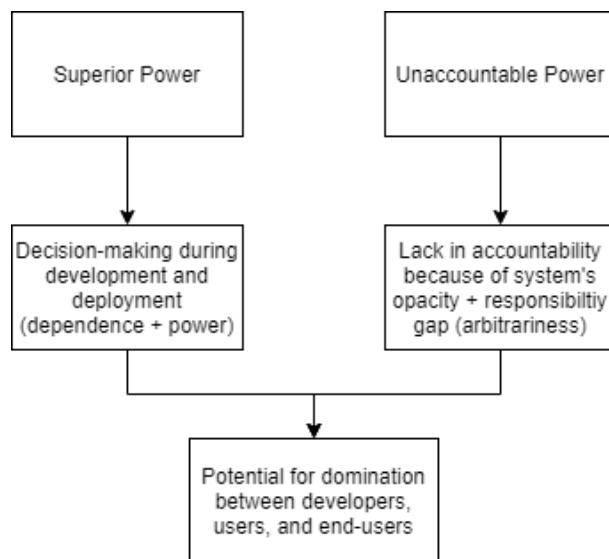 Superior Power
Unaccountable Power
Decision-making during
development and
deployment
(dependence + power)
Lack in accountability
because of system's
opacity + responsibiltiy
gap (arbitrariness)
Potential for domination
between developers,
users, and end-users